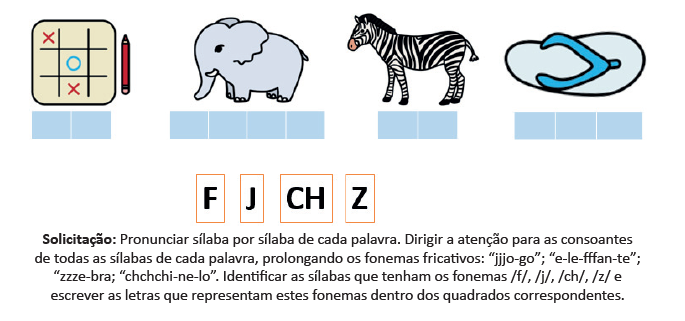 F J CH Z
Solicitação: Pronunciar sílaba por sílaba de cada palavra. Dirigir a atenção para as consoantes
de todas as sílabas de cada palavra, prolongando os fonemas fricativos: “jjjo-go”; “e-le-fffan-te”;
“zzze-bra; “chchchi-ne-lo”. Identificar as sílabas que tenham os fonemas /f/, /j/, /ch/, /z/ e
escrever as letras que representam estes fonemas dentro dos quadrados correspondentes.